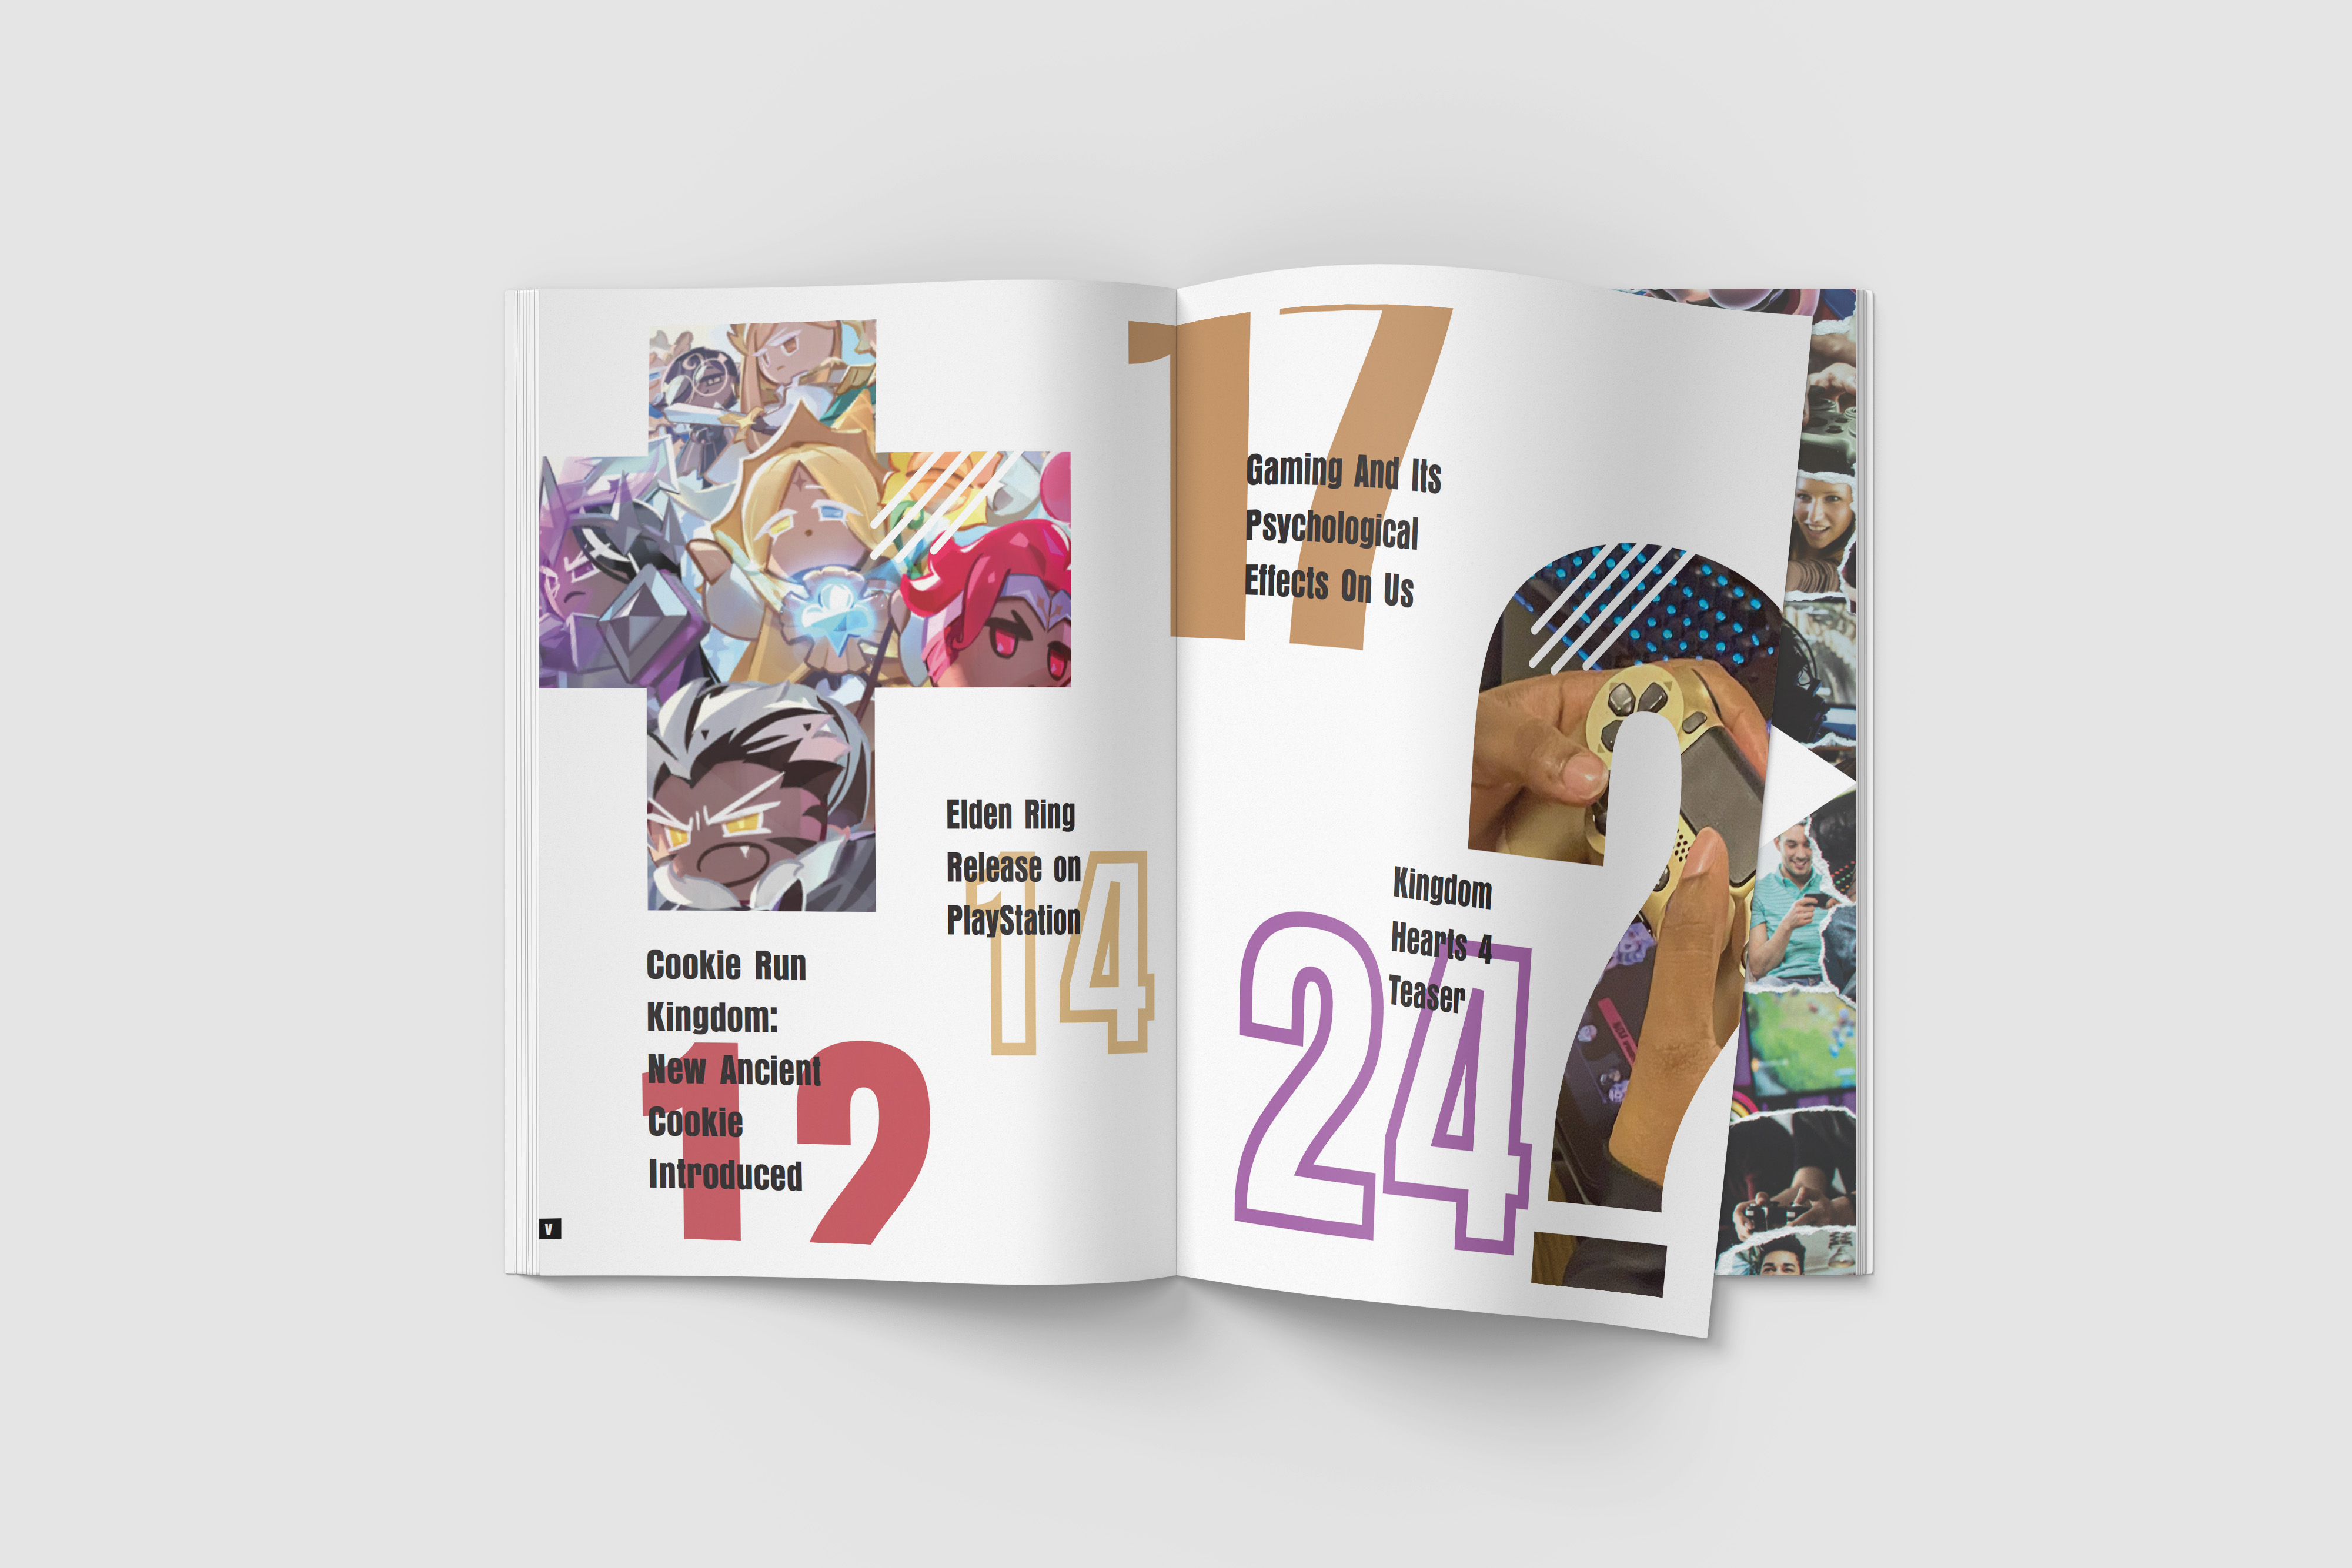 Elden Ring
Release on
PlayStation
14
Cookie Run
Kingdom:
New Ancient
Cookie
Introduced
12
V
17
Gaming And Its
Psychological
Effects On Us
Kingdom
Hearts 4
Teaser
24
?